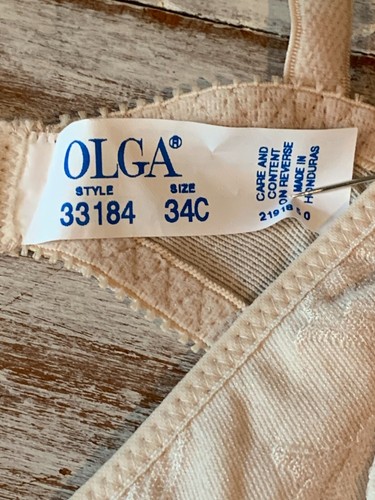 OLGA®
STYLE SIZE
33184 34C
CARE AND
CONTENT
ON REVERSE
MADE IN
HONDURAS